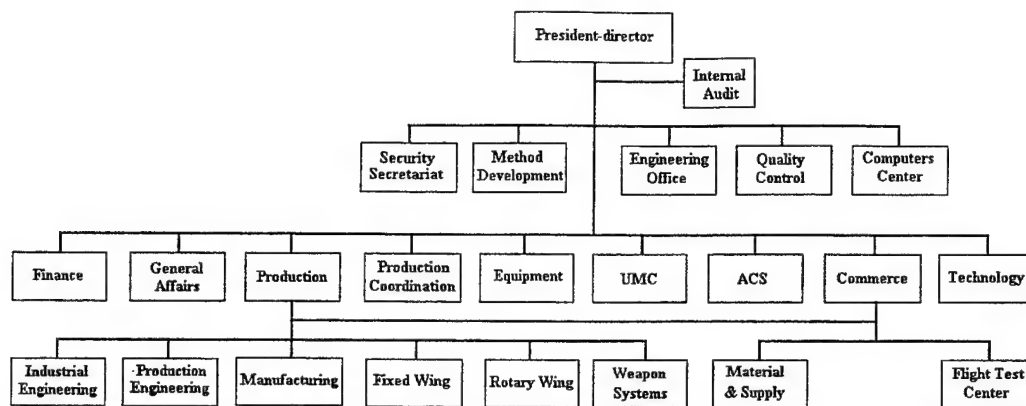 President-director
Internal
Audit
Security
Secretariat
Method
Development
Engineering
Office
Quality
Control
Computers
Center
Finance
General
Affairs
Production
Production
Coordination
Equipment
UMC
ACS
Commerce
Technology
Industrial
Engineering
Production
Engineering
Manufacturing
Fixed Wing
Rotary Wing
Weapon
Systems
Material
& Supply
Flight Test
Center